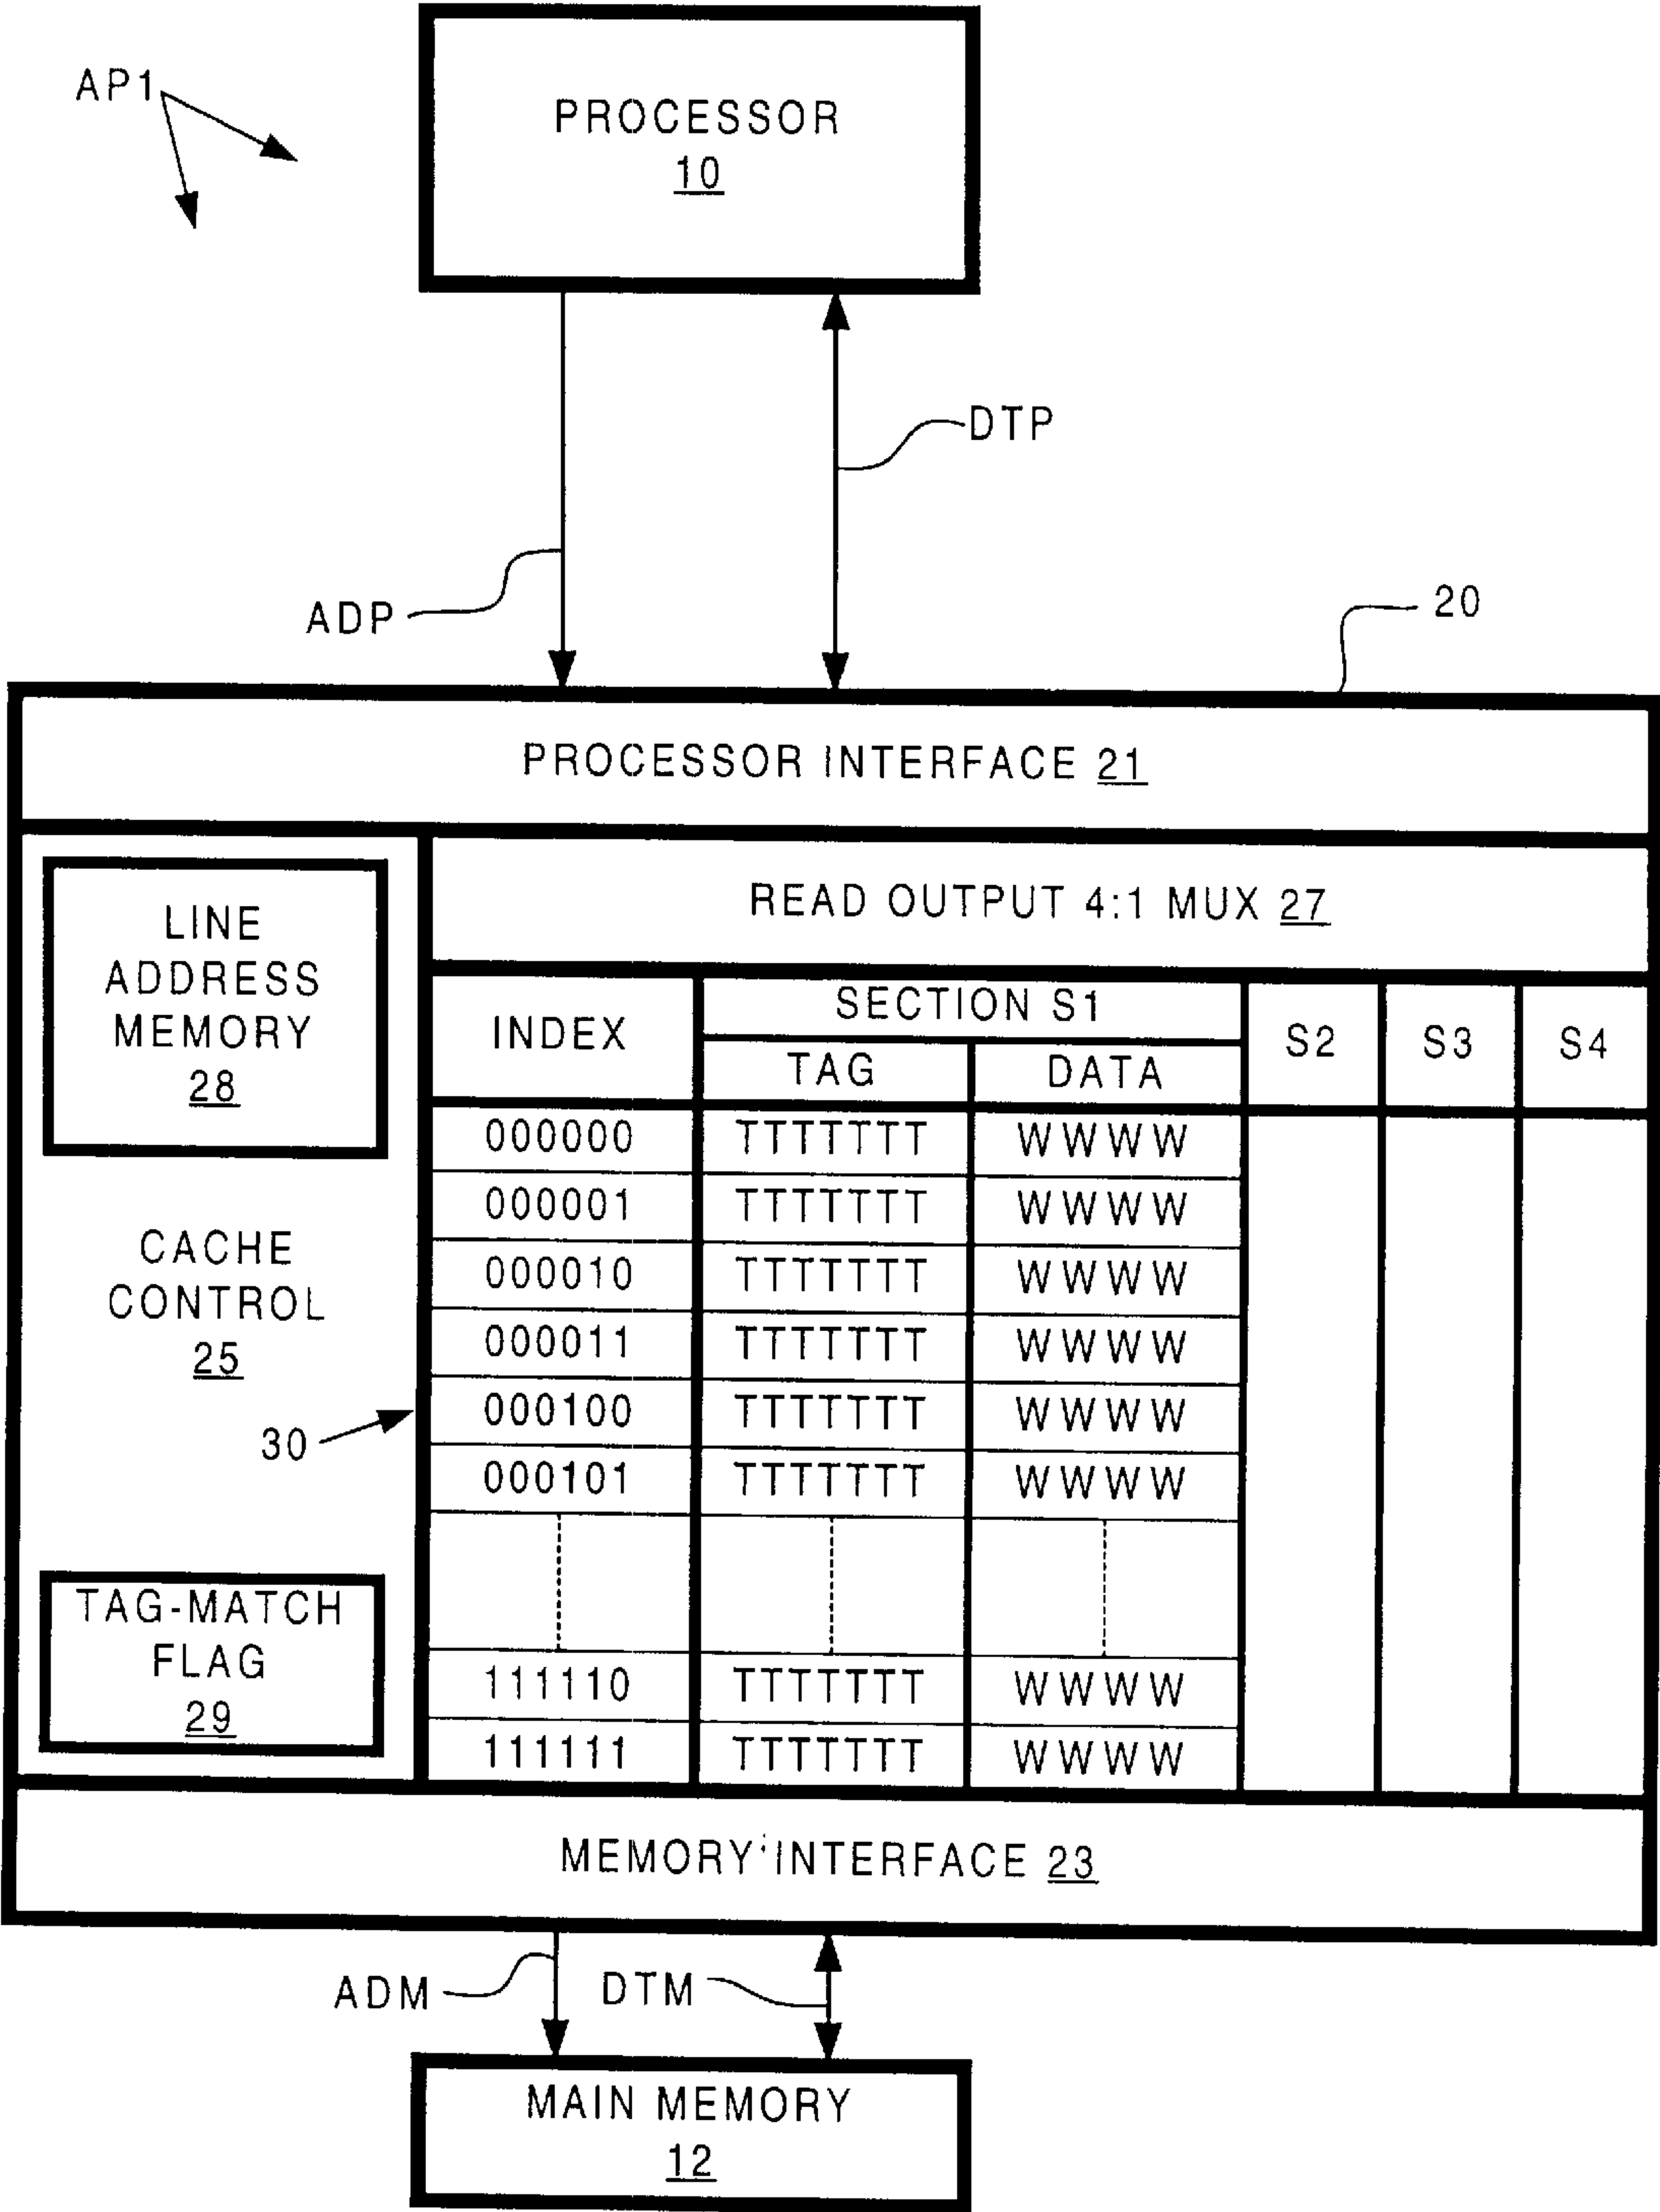 AP1
PROCESSOR
10
DTP
ADP
20
PROCESSOR INTERFACE 21
LINE
ADDRESS
MEMORY
28
READ OUTPUT 4:1 MUX 27
INDEX
SECTION S1
TAG DATA
S2 S3 S4
000000 TTTTTTT WWWW
000001 TTTTTTT WWWW
000010 TTTTTTT WWWW
000011 TTTTTTT WWWW
000100 TTTTTTT WWWW
000101 TTTTTTT WWWW
111110 TTTTTTT WWWW
111111 TTTTTTT WWWW
CACHE
CONTROL
25
30
TAG-MATCH
FLAG
29
MEMORY INTERFACE 23
ADM
DTM
MAIN MEMORY
12